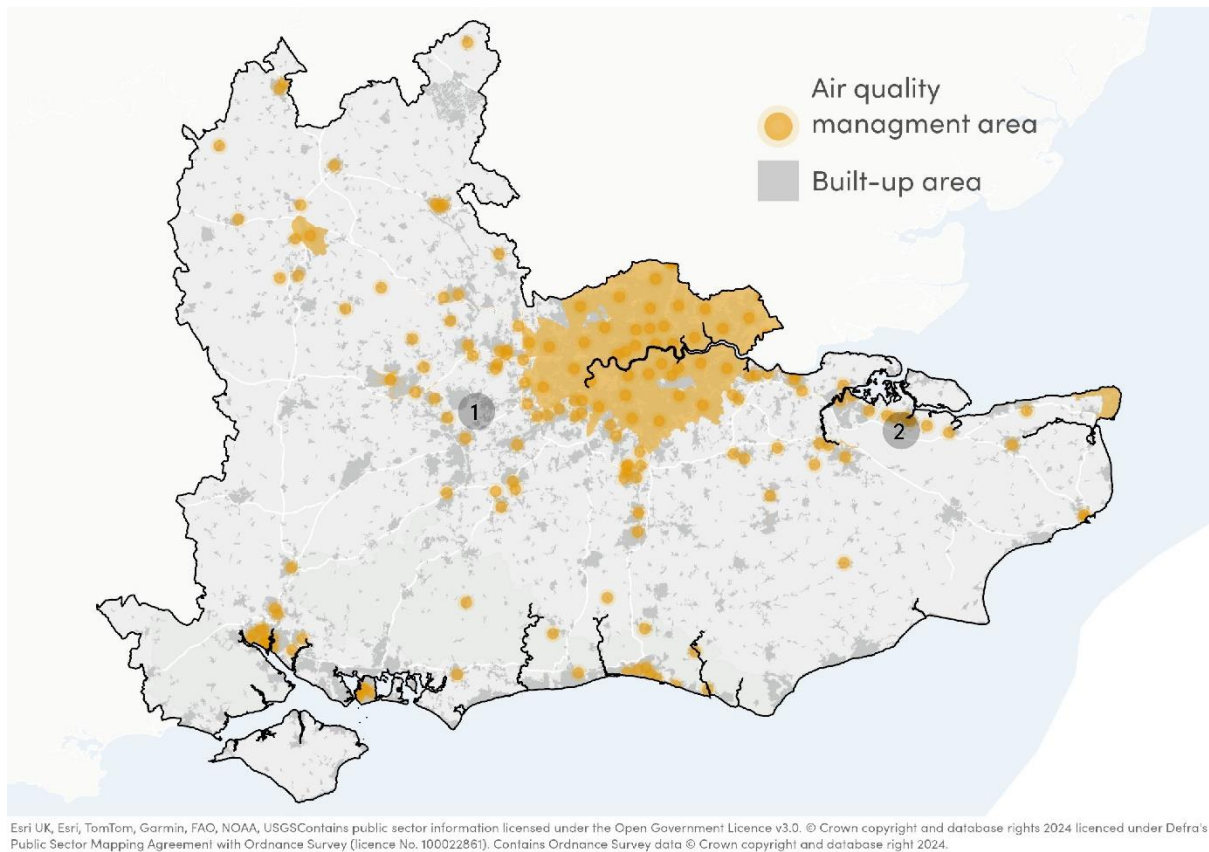 Air quality
managment area
Built-up area
1
2
Esri UK, Esri, TomTom, Garmin, FAO, NOAA, USGSContains public sector information licensed under the Open Government Licence v3.0. © Crown copyright and database rights 2024 licenced under Defra's
Public Sector Mapping Agreement with Ordnance Survey (licence No. 100022861). Contains Ordnance Survey data © Crown copyright and database right 2024.